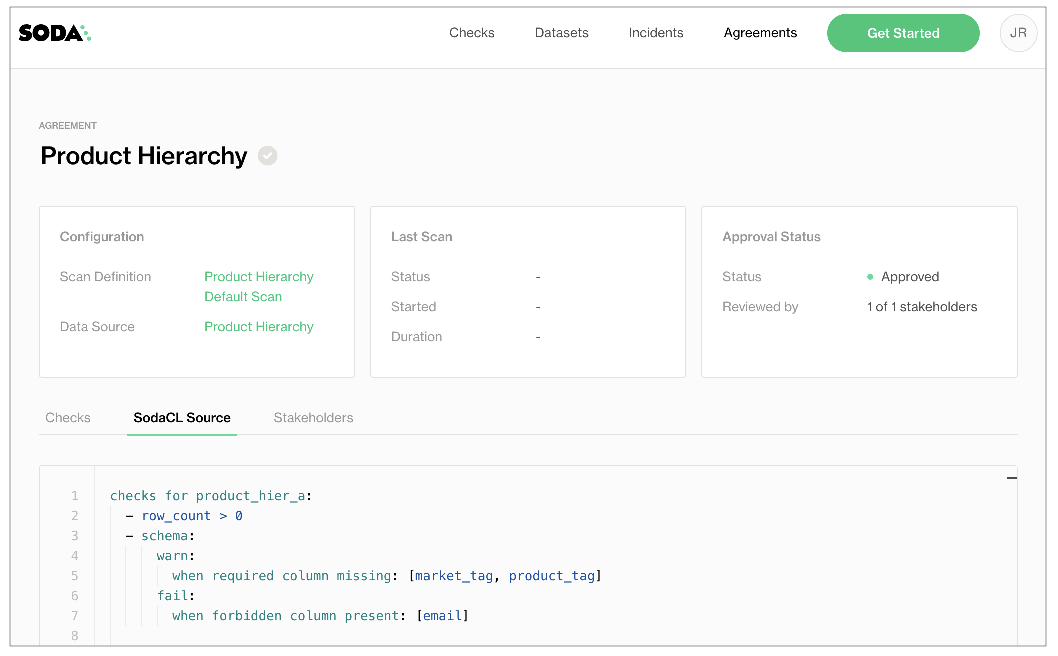 SODA
Checks Datasets Incidents Agreements Get Started JR
AGREEMENT
Product Hierarchy
Configuration
Scan Definition Product Hierarchy
Default Scan
Data Source Product Hierarchy
Last Scan
Status -
Started -
Duration -
Approval Status
Status Approved
Reviewed by 1 of 1 stakeholders
Checks SodaCL Source Stakeholders
1 checks for product_hier_a:
2 - row_count > 0
3 - schema:
4 warn:
5 when required column missing: [market_tag, product_tag]
6 fail:
7 when forbidden column present: [email]
8